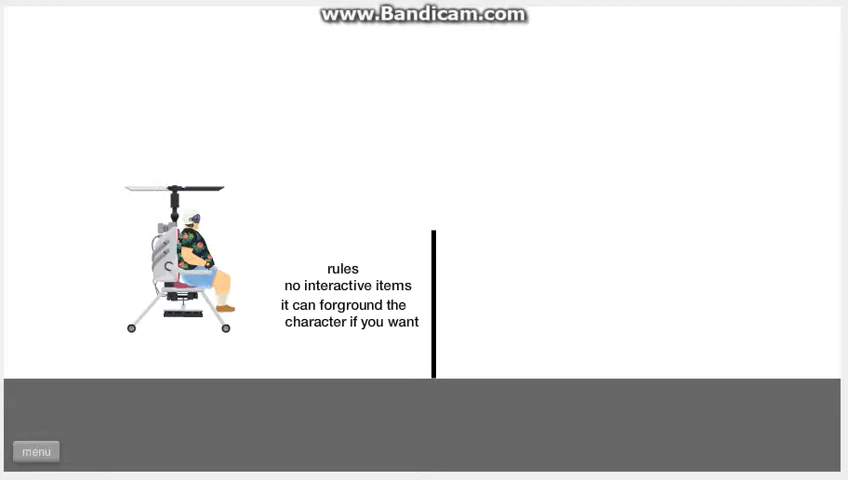 www.Bandicam.com
rules
no interactive items
it can forground the
character if you want
menu